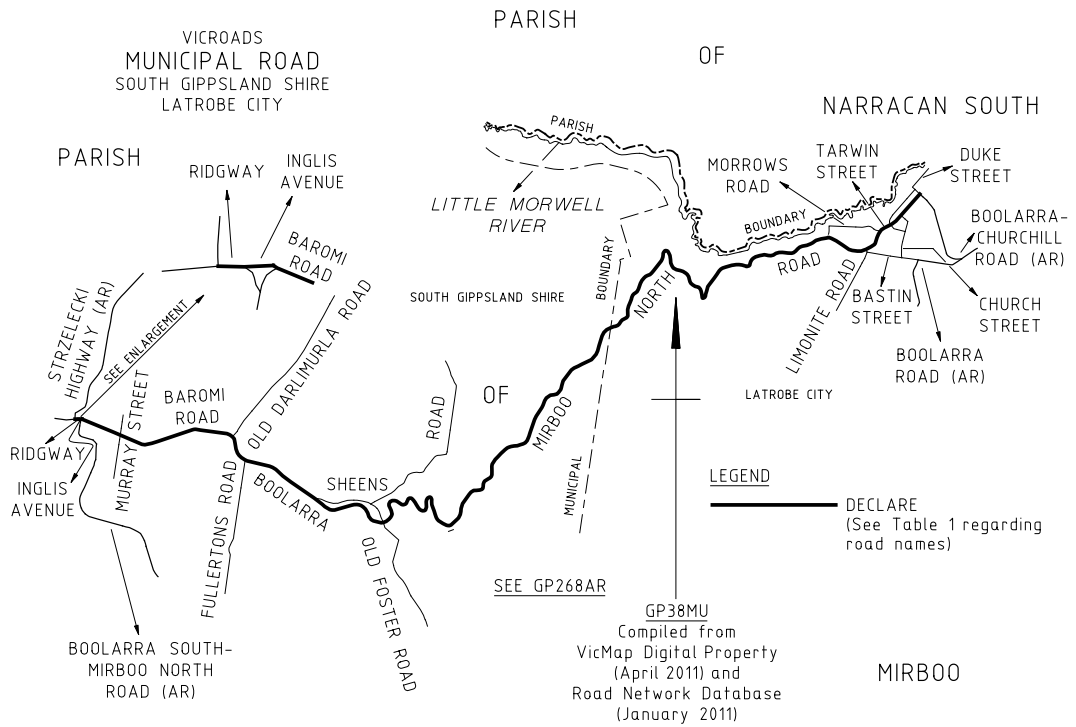 PARISH
OF
NARRACAN SOUTH
VICROADS
MUNICIPAL ROAD
SOUTH GIPPSLAND SHIRE
LATROBE CITY
PARISH
RIDGWAY
INGLIS
AVENUE
BAROMI
ROAD
PARISH
LITTLE MORWELL
RIVER
MORROWS
ROAD
TARWIN
STREET
DUKE
STREET
BOUNDARY
BOOLARRA-
CHURCHILL
ROAD (AR)
STRZELECKI
HIGHWAY (AR)
SEE ENLARGEMENT
OLD DARLIMURLA ROAD
SOUTH GIPPSLAND SHIRE
BOUNDARY
NORTH
ROAD
LIMONITE ROAD
BASTIN
STREET
CHURCH
STREET
BOOLARRA
ROAD (AR)
LATROBE CITY
MURRAY STREET
BAROMI
ROAD
OF
ROAD
MIRBOO
RIDGWAY
INGLIS
AVENUE
FULLERTONS ROAD
BOOLARRA
SHEENS
MUNICIPAL
LEGEND
DECLARE
(See Table 1 regarding
road names)
OLD FOSTER ROAD
SEE GP268AR
GP38MU
Compiled from
VicMap Digital Property
(April 2011) and
Road Network Database
(January 2011)
BOOLARRA SOUTH-
MIRBOO NORTH
ROAD (AR)
MIRBOO